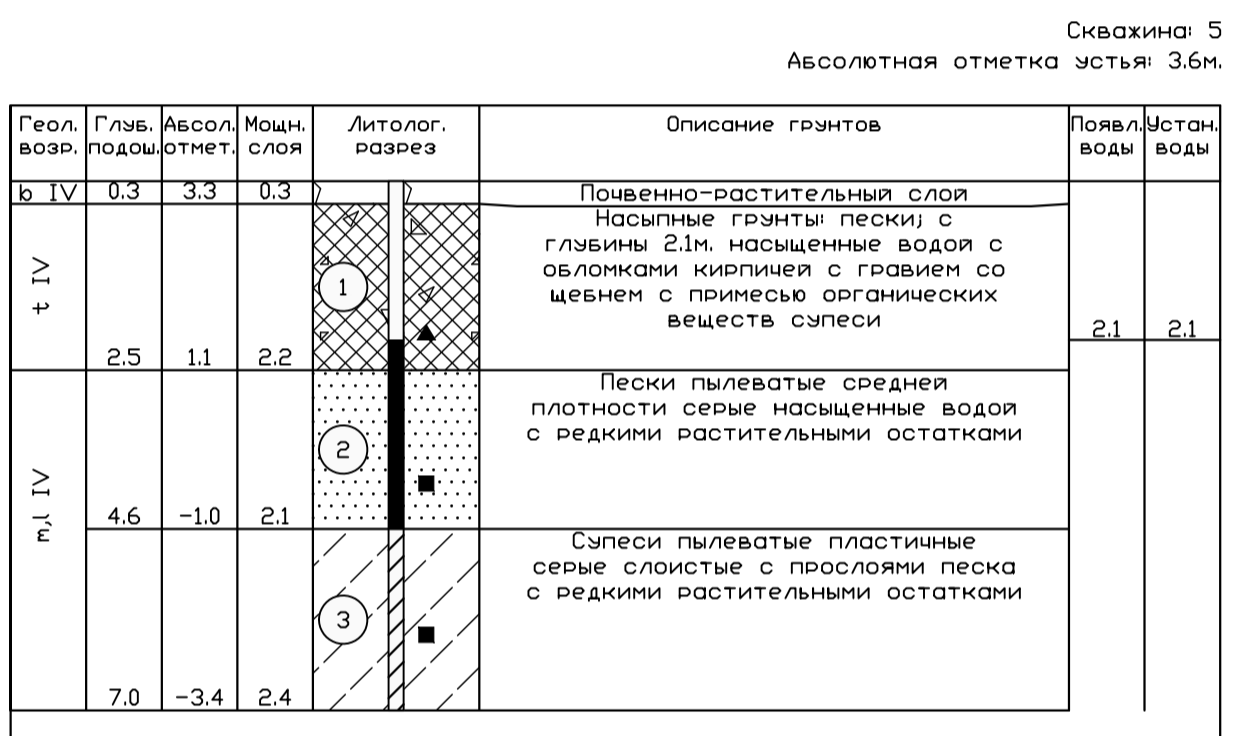 Скважина: 5
Абсолютная отметка устья: 3.6м.
Геол. возр.
Глуб. подош.
Абсол. отмет.
Мощн. слоя
Литолог. разрез
Описание грунтов
Появл. воды
Устан. воды
b IV 0.3 3.3 0.3 Почвенно-растительный слой
Насыпные грунты: пески; с
глубины 2.1м. насыщенные водой с
обломками кирпичей с гравием со
щебнем с примесью органических
веществ супеси
t IV
1
2.1 2.1
2.5 1.1 2.2
Пески пылеватые средней
плотности серые насыщенные водой
с редкими растительными остатками
2
m,l IV
4.6 -1.0 2.1
Супеси пылеватые пластичные
серые слоистые с прослоями песка
с редкими растительными остатками
3
7.0 -3.4 2.4